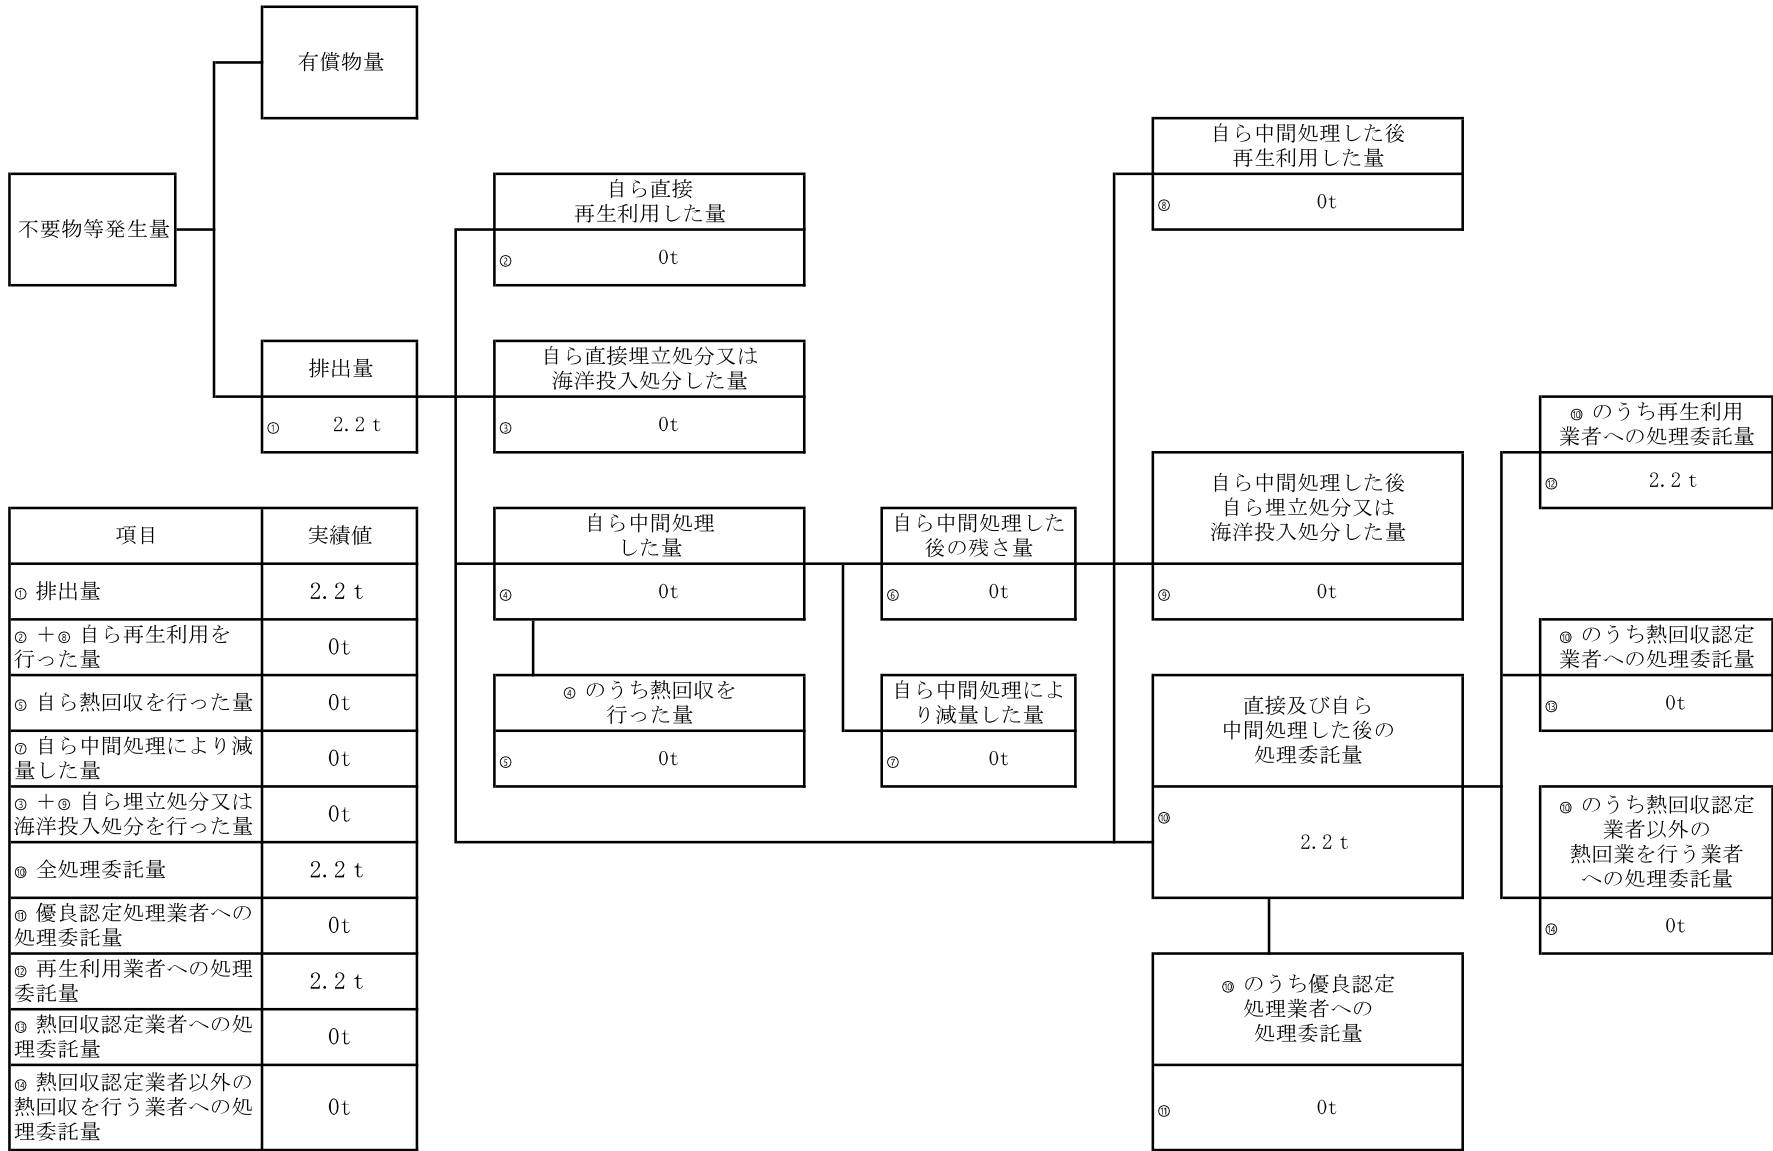 有償物量
不要物等発生量
排出量
① 2.2 t
自ら直接
再生利用した量
② 0t
自ら直接埋立処分又は
海洋投入処分した量
③ 0t
自ら中間処理
した量
④ 0t
④ のうち熱回収を
行った量
⑤ 0t
自ら中間処理した
後の残さ量
⑥ 0t
自ら中間処理によ
り減量した量
⑦ 0t
自ら中間処理した後
再生利用した量
⑧ 0t
自ら中間処理した後
自ら埋立処分又は
海洋投入処分した量
⑨ 0t
直接及び自ら
中間処理した後の
処理委託量
⑩
2.2 t
⑩ のうち優良認定
処理業者への
処理委託量
⑪ 0t
⑩ のうち再生利用
業者への処理委託量
⑫ 2.2 t
⑩ のうち熱回収認定
業者への処理委託量
⑬ 0t
⑩ のうち熱回収認定
業者以外の
熱回業を行う業者
への処理委託量
⑭ 0t
項目 実績値
① 排出量 2.2 t
② ＋⑧ 自ら再生利用を
行った量 0t
⑤ 自ら熱回収を行った量 0t
⑦ 自ら中間処理により減
量した量 0t
③ ＋⑨ 自ら埋立処分又は
海洋投入処分を行った量 0t
⑩ 全処理委託量 2.2 t
⑪ 優良認定処理業者への
処理委託量 0t
⑫ 再生利用業者への処理
委託量 2.2 t
⑬ 熱回収認定業者への処
理委託量 0t
⑭ 熱回収認定業者以外の
熱回収を行う業者への処
理委託量 0t